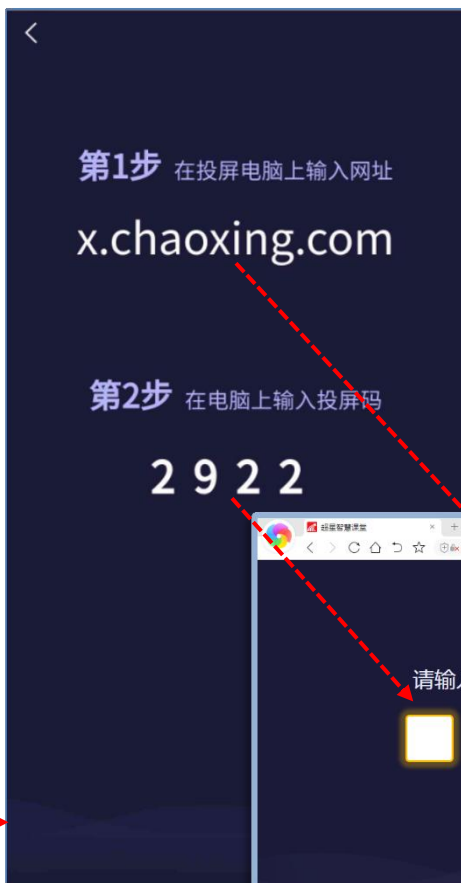 第1步 在投屏电脑上输入网址
x.chaoxing.com
第2步 在电脑上输入投屏码
2 9 2 2
超星智慧课堂
请输入